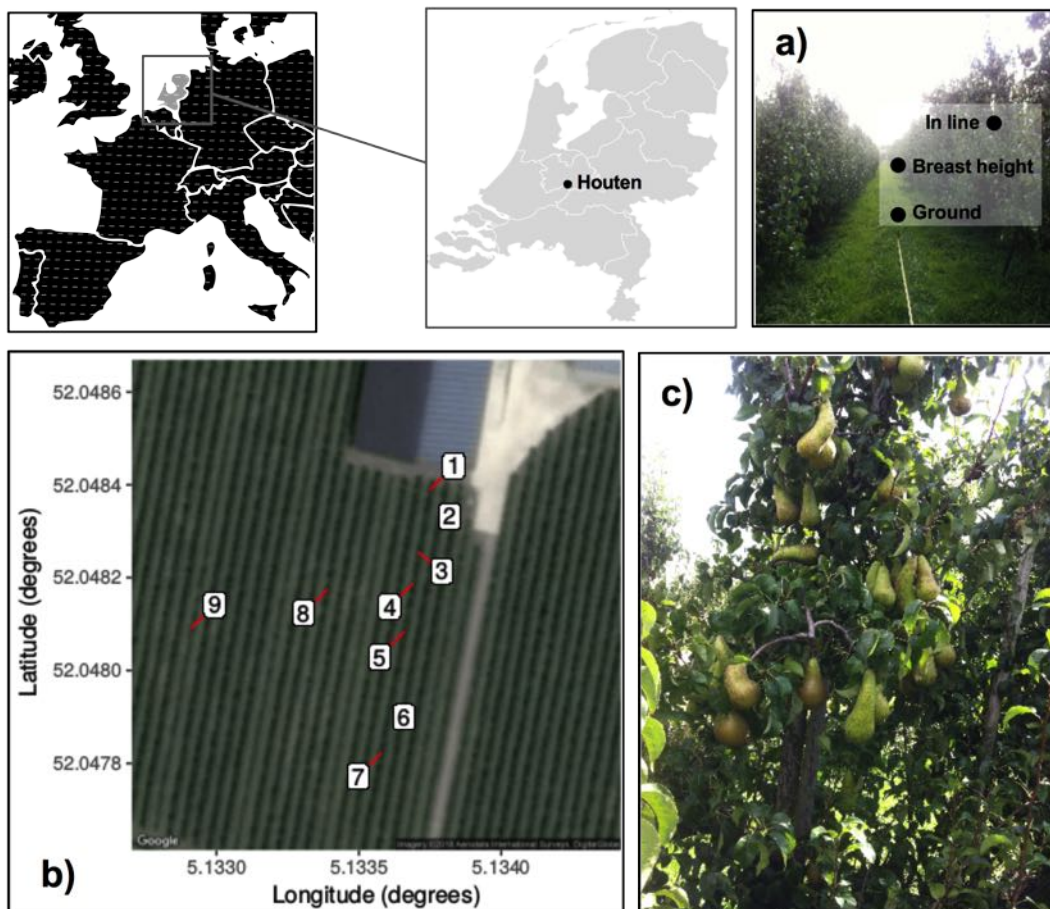 Houten
a)
In line
Breast height
Ground
b)
Latitude (degrees)
52.0486
52.0484
52.0482
52.0480
52.0478
1
2
3
4
5
6
7
8
9
Google
5.1330
5.1335
5.1340
Longitude (degrees)
c)